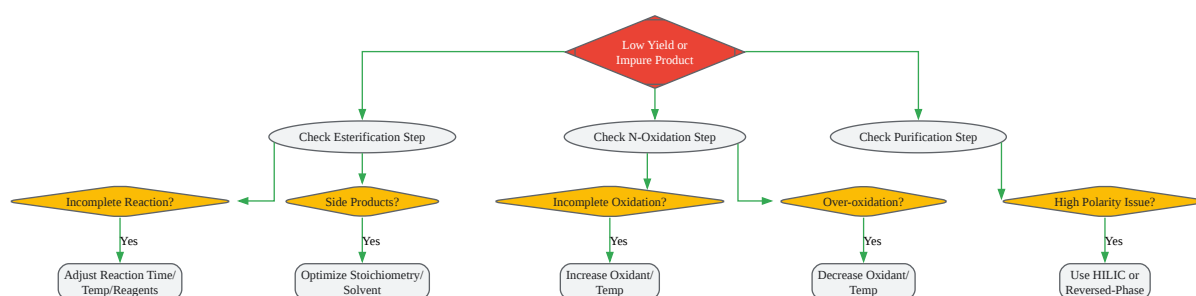 Low Yield or
Impure Product
Check Esterification Step
Check N-Oxidation Step
Check Purification Step
Incomplete Reaction?
Side Products?
Incomplete Oxidation?
Over-oxidation?
High Polarity Issue?
Yes
Yes
Yes
Yes
Yes
Adjust Reaction Time/
Temp/Reagents
Optimize Stoichiometry/
Solvent
Increase Oxidant/
Temp
Decrease Oxidant/
Temp
Use HILIC or
Reversed-Phase